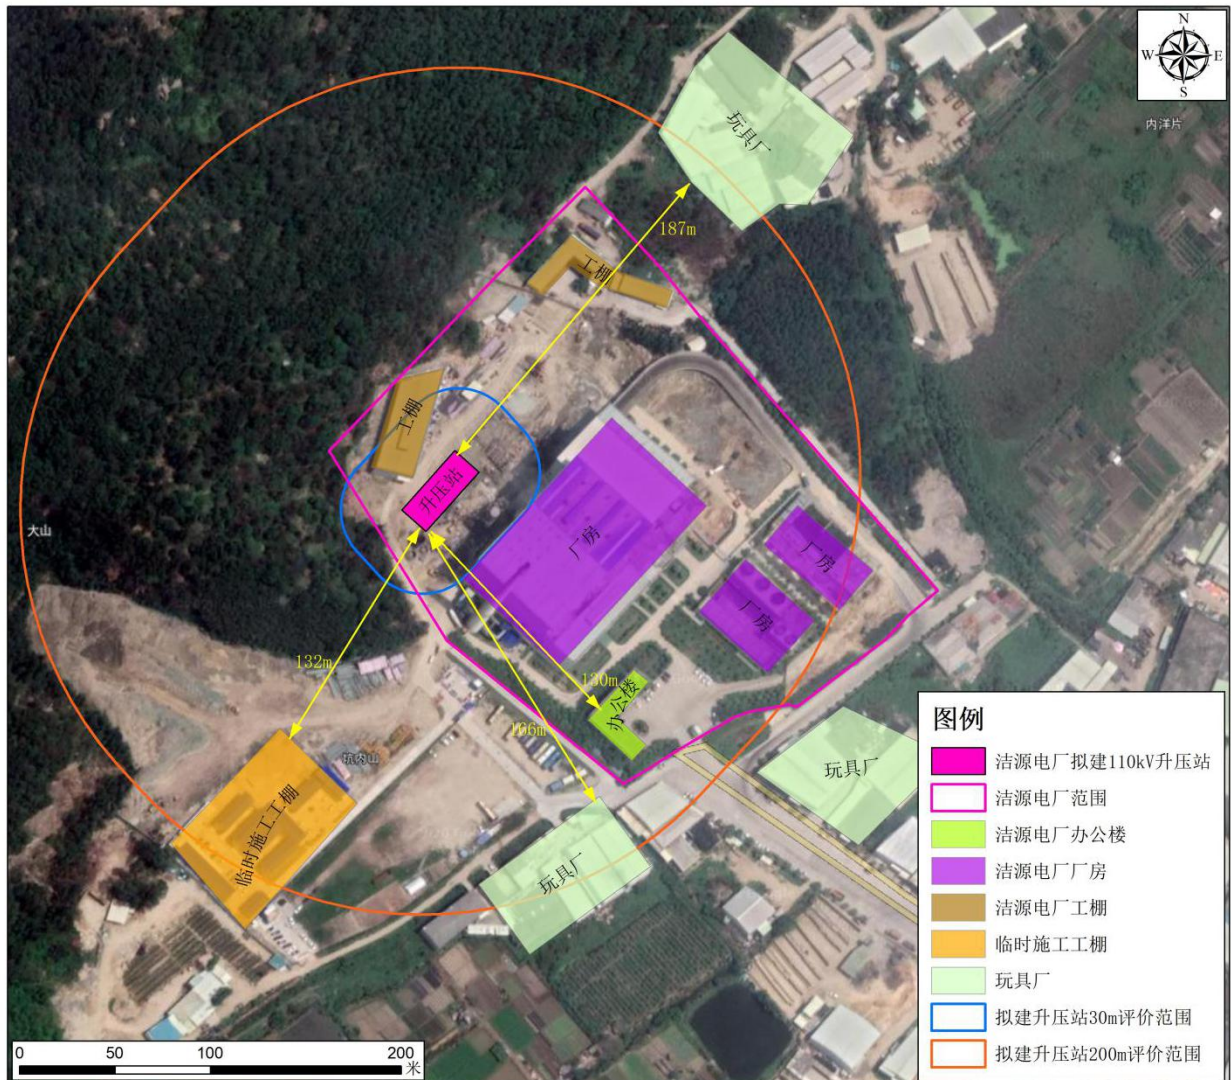 N
W
E
S
内洋片
玩具厂
187m
工棚
工棚
升压站
大山
厂房
厂房
厂房
132m
130m
办公楼
166m
坑内山
临时施工工棚
玩具厂
玩具厂
图例
洁源电厂拟建110kV升压站
洁源电厂范围
洁源电厂办公楼
洁源电厂厂房
洁源电厂工棚
临时施工工棚
玩具厂
拟建升压站30m评价范围
拟建升压站200m评价范围
0 50 100 200
米